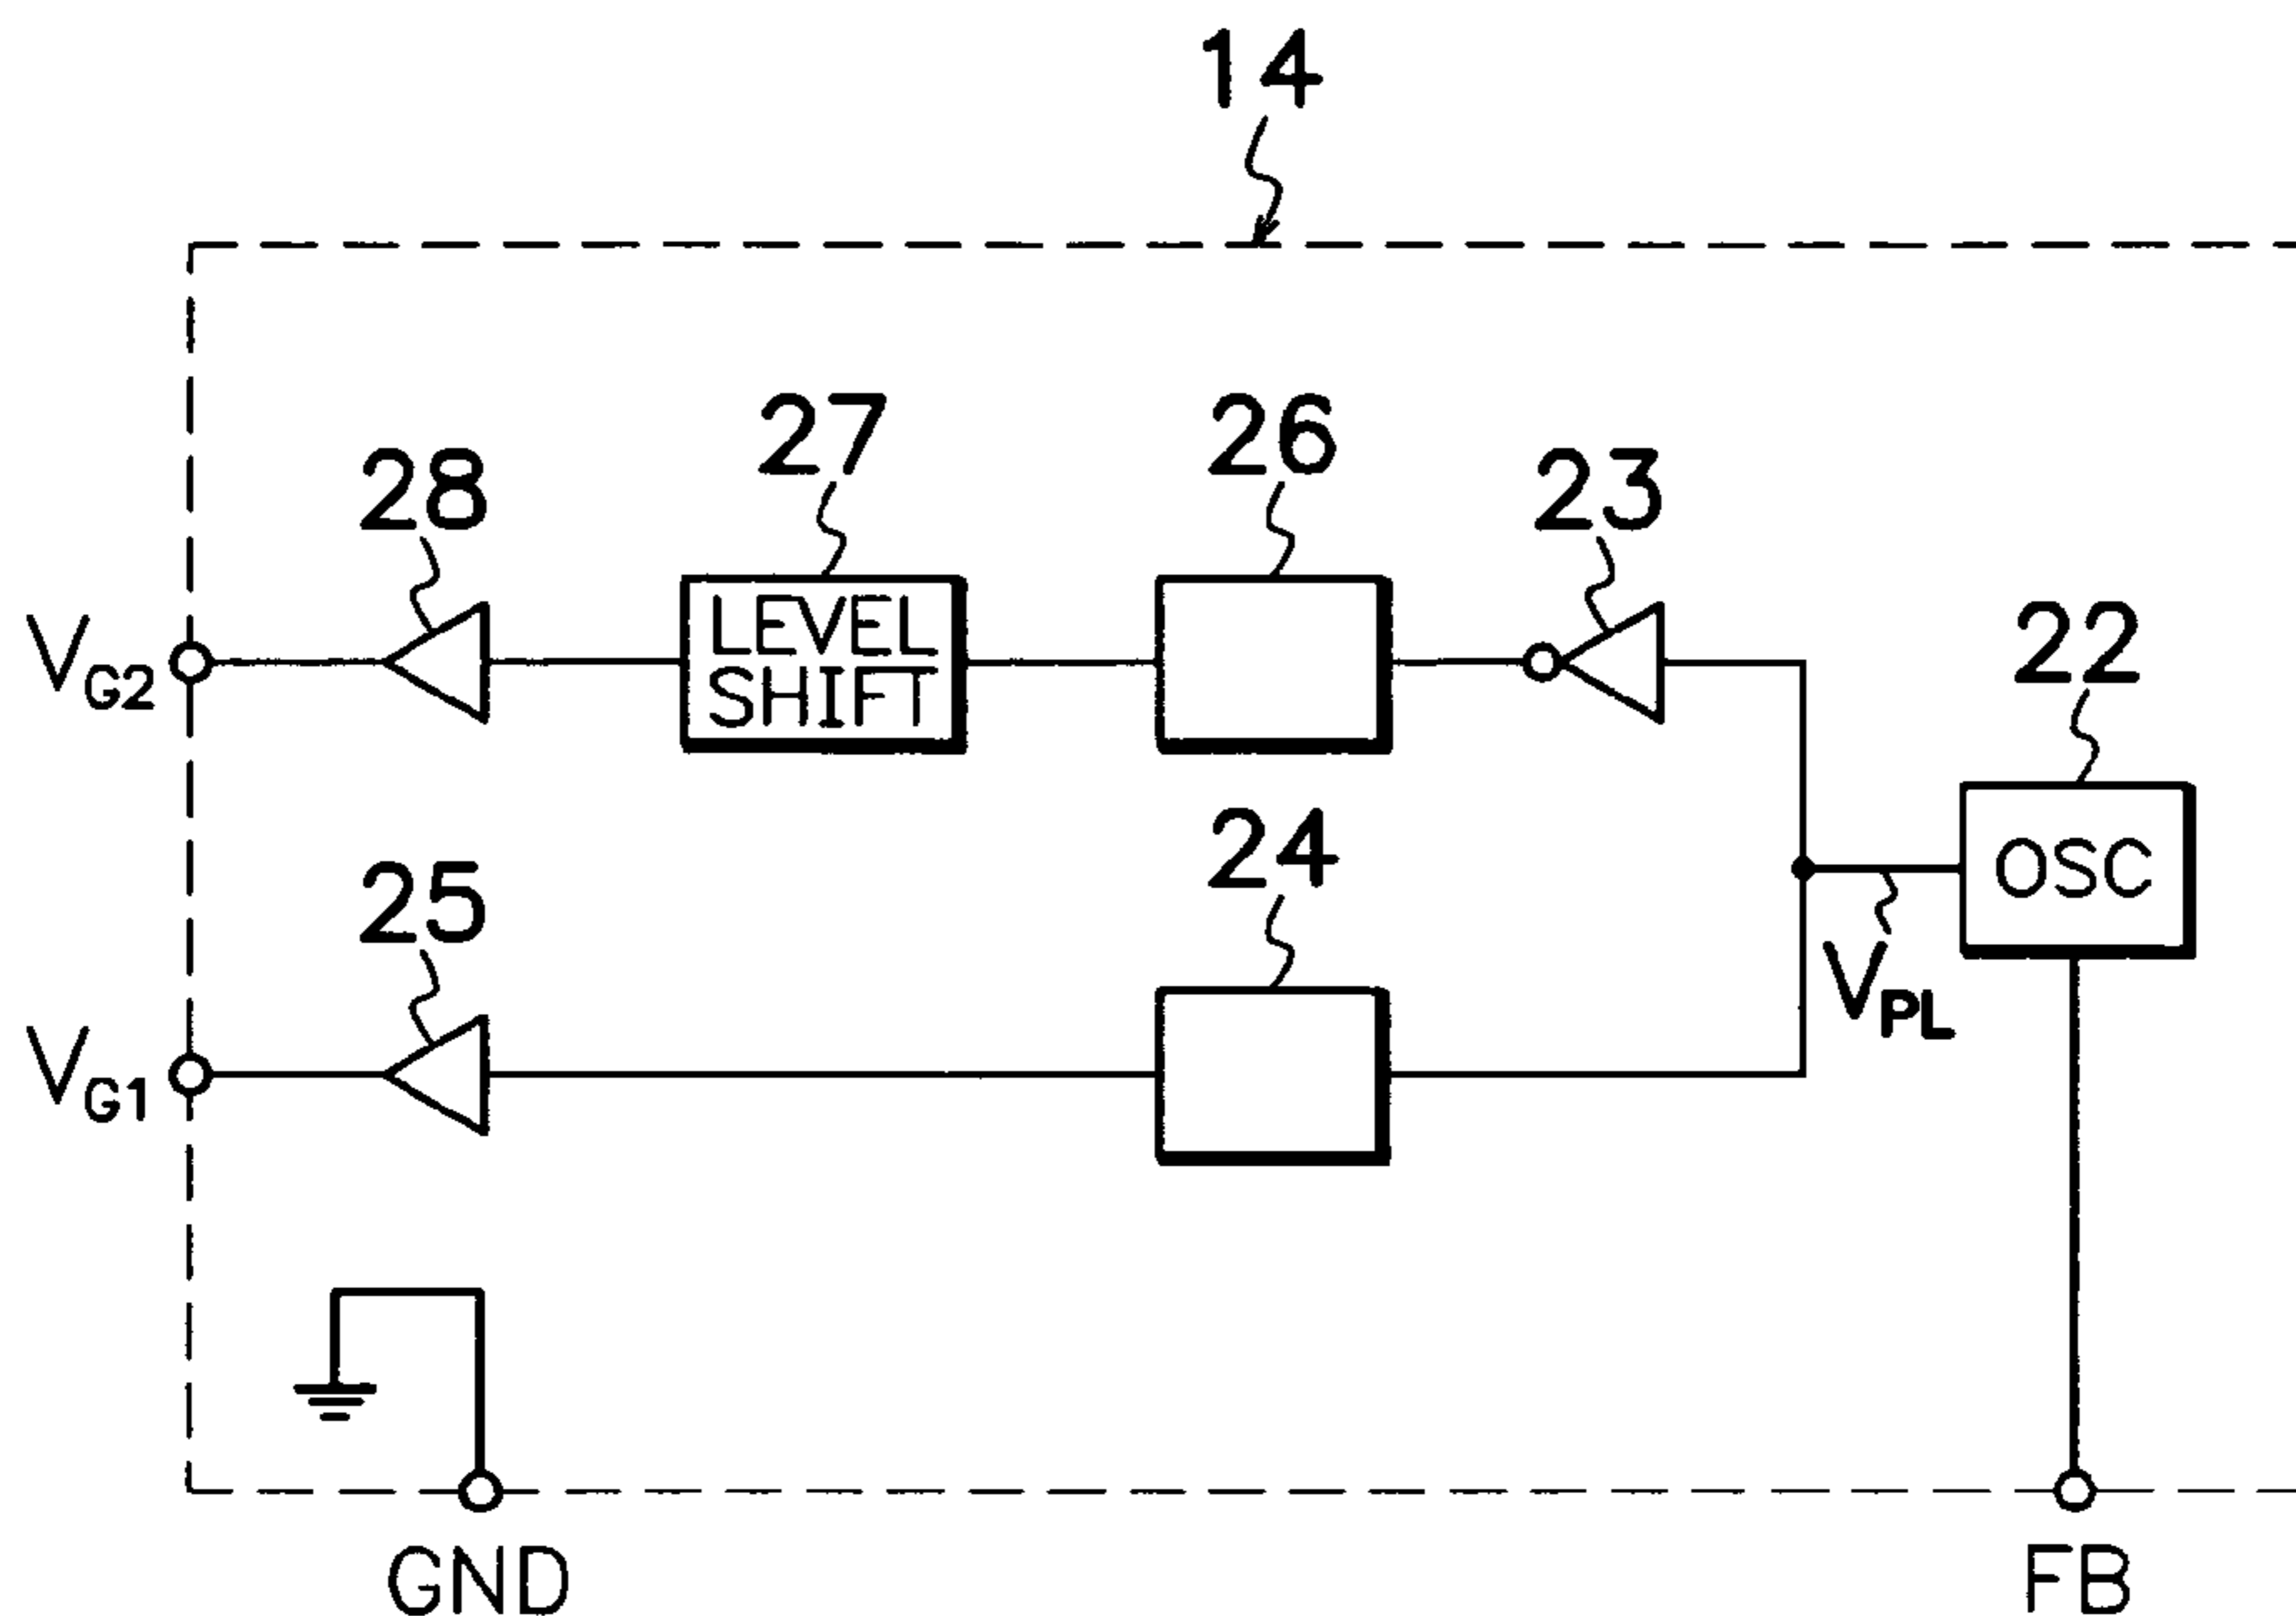 14
27
26
28
23
LEVEL
SHIFT
22
VG2
24
OSC
25
VPL
VG1
GND
FB